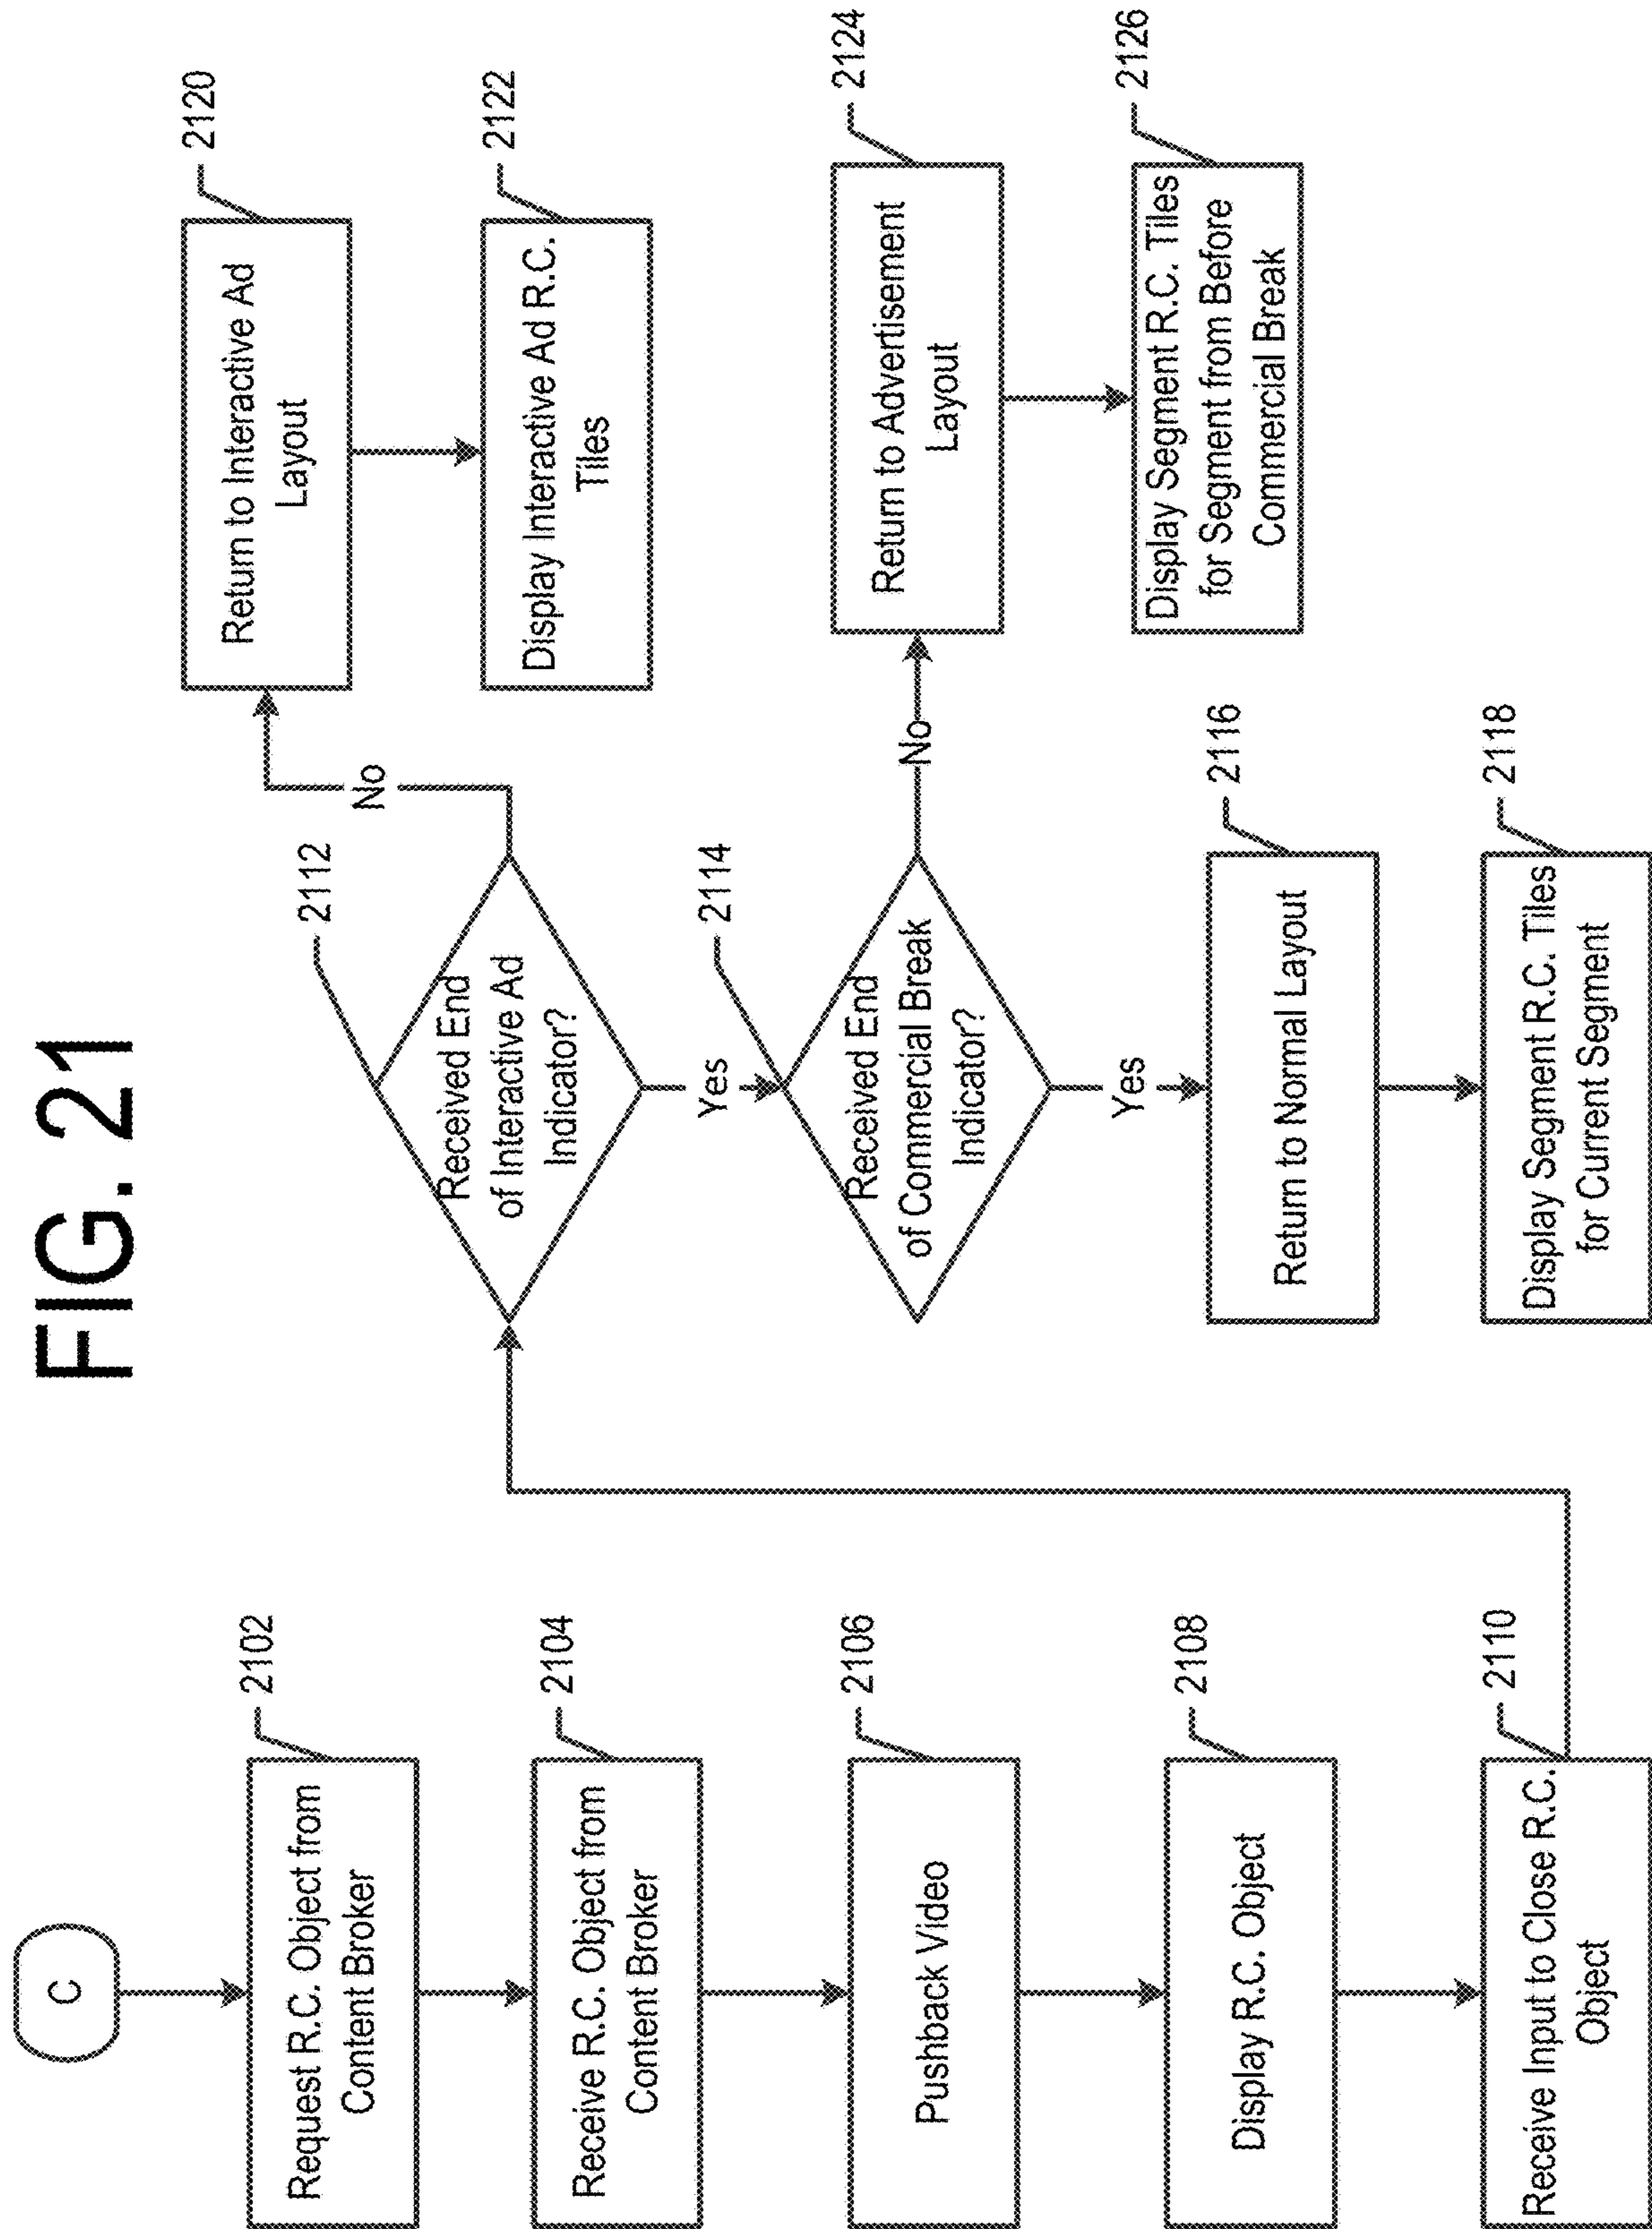 FIG. 21
C
Request R.C. Object from
Content Broker
2102
Receive R.C. Object from
Content Broker
2104
Pushback Video
2106
Display R.C. Object
2108
Receive Input to Close R.C.
Object
2110
Received End
of Interactive Ad
Indicator?
2112
No
Yes
Received End
of Commercial Break
Indicator?
2114
No
Yes
Return to Normal Layout
2116
Display Segment R.C. Tiles
for Current Segment
2118
Return to Interactive Ad
Layout
2120
Display Interactive Ad R.C.
Tiles
2122
Return to Advertisement
Layout
2124
Display Segment R.C. Tiles
for Segment from Before
Commercial Break
2126